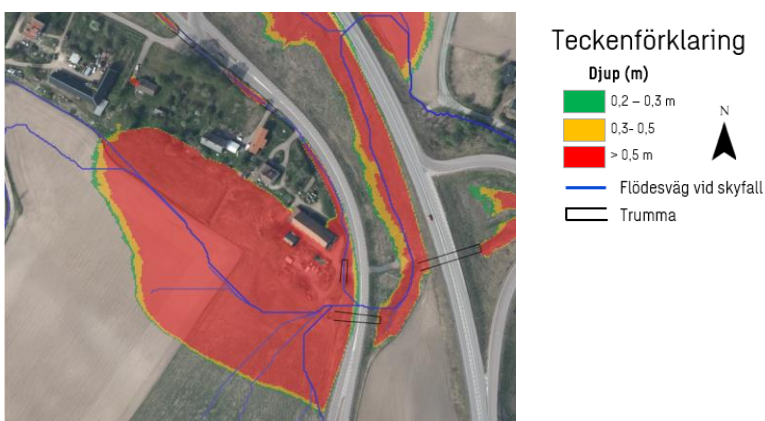 Teckenförklaring
Djup (m)
0,2 – 0,3 m
0,3- 0,5
> 0,5 m
N
Flödesväg vid skyfall
Trumma